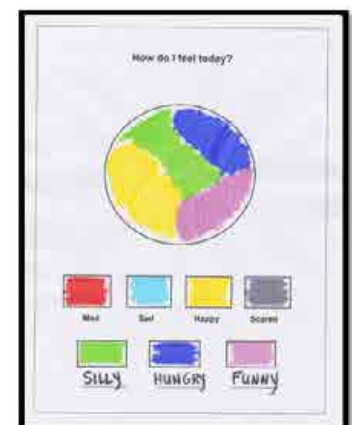 How do I feel today?
Mad Sad Happy Scared
SILLY HUNGRY FUNNY